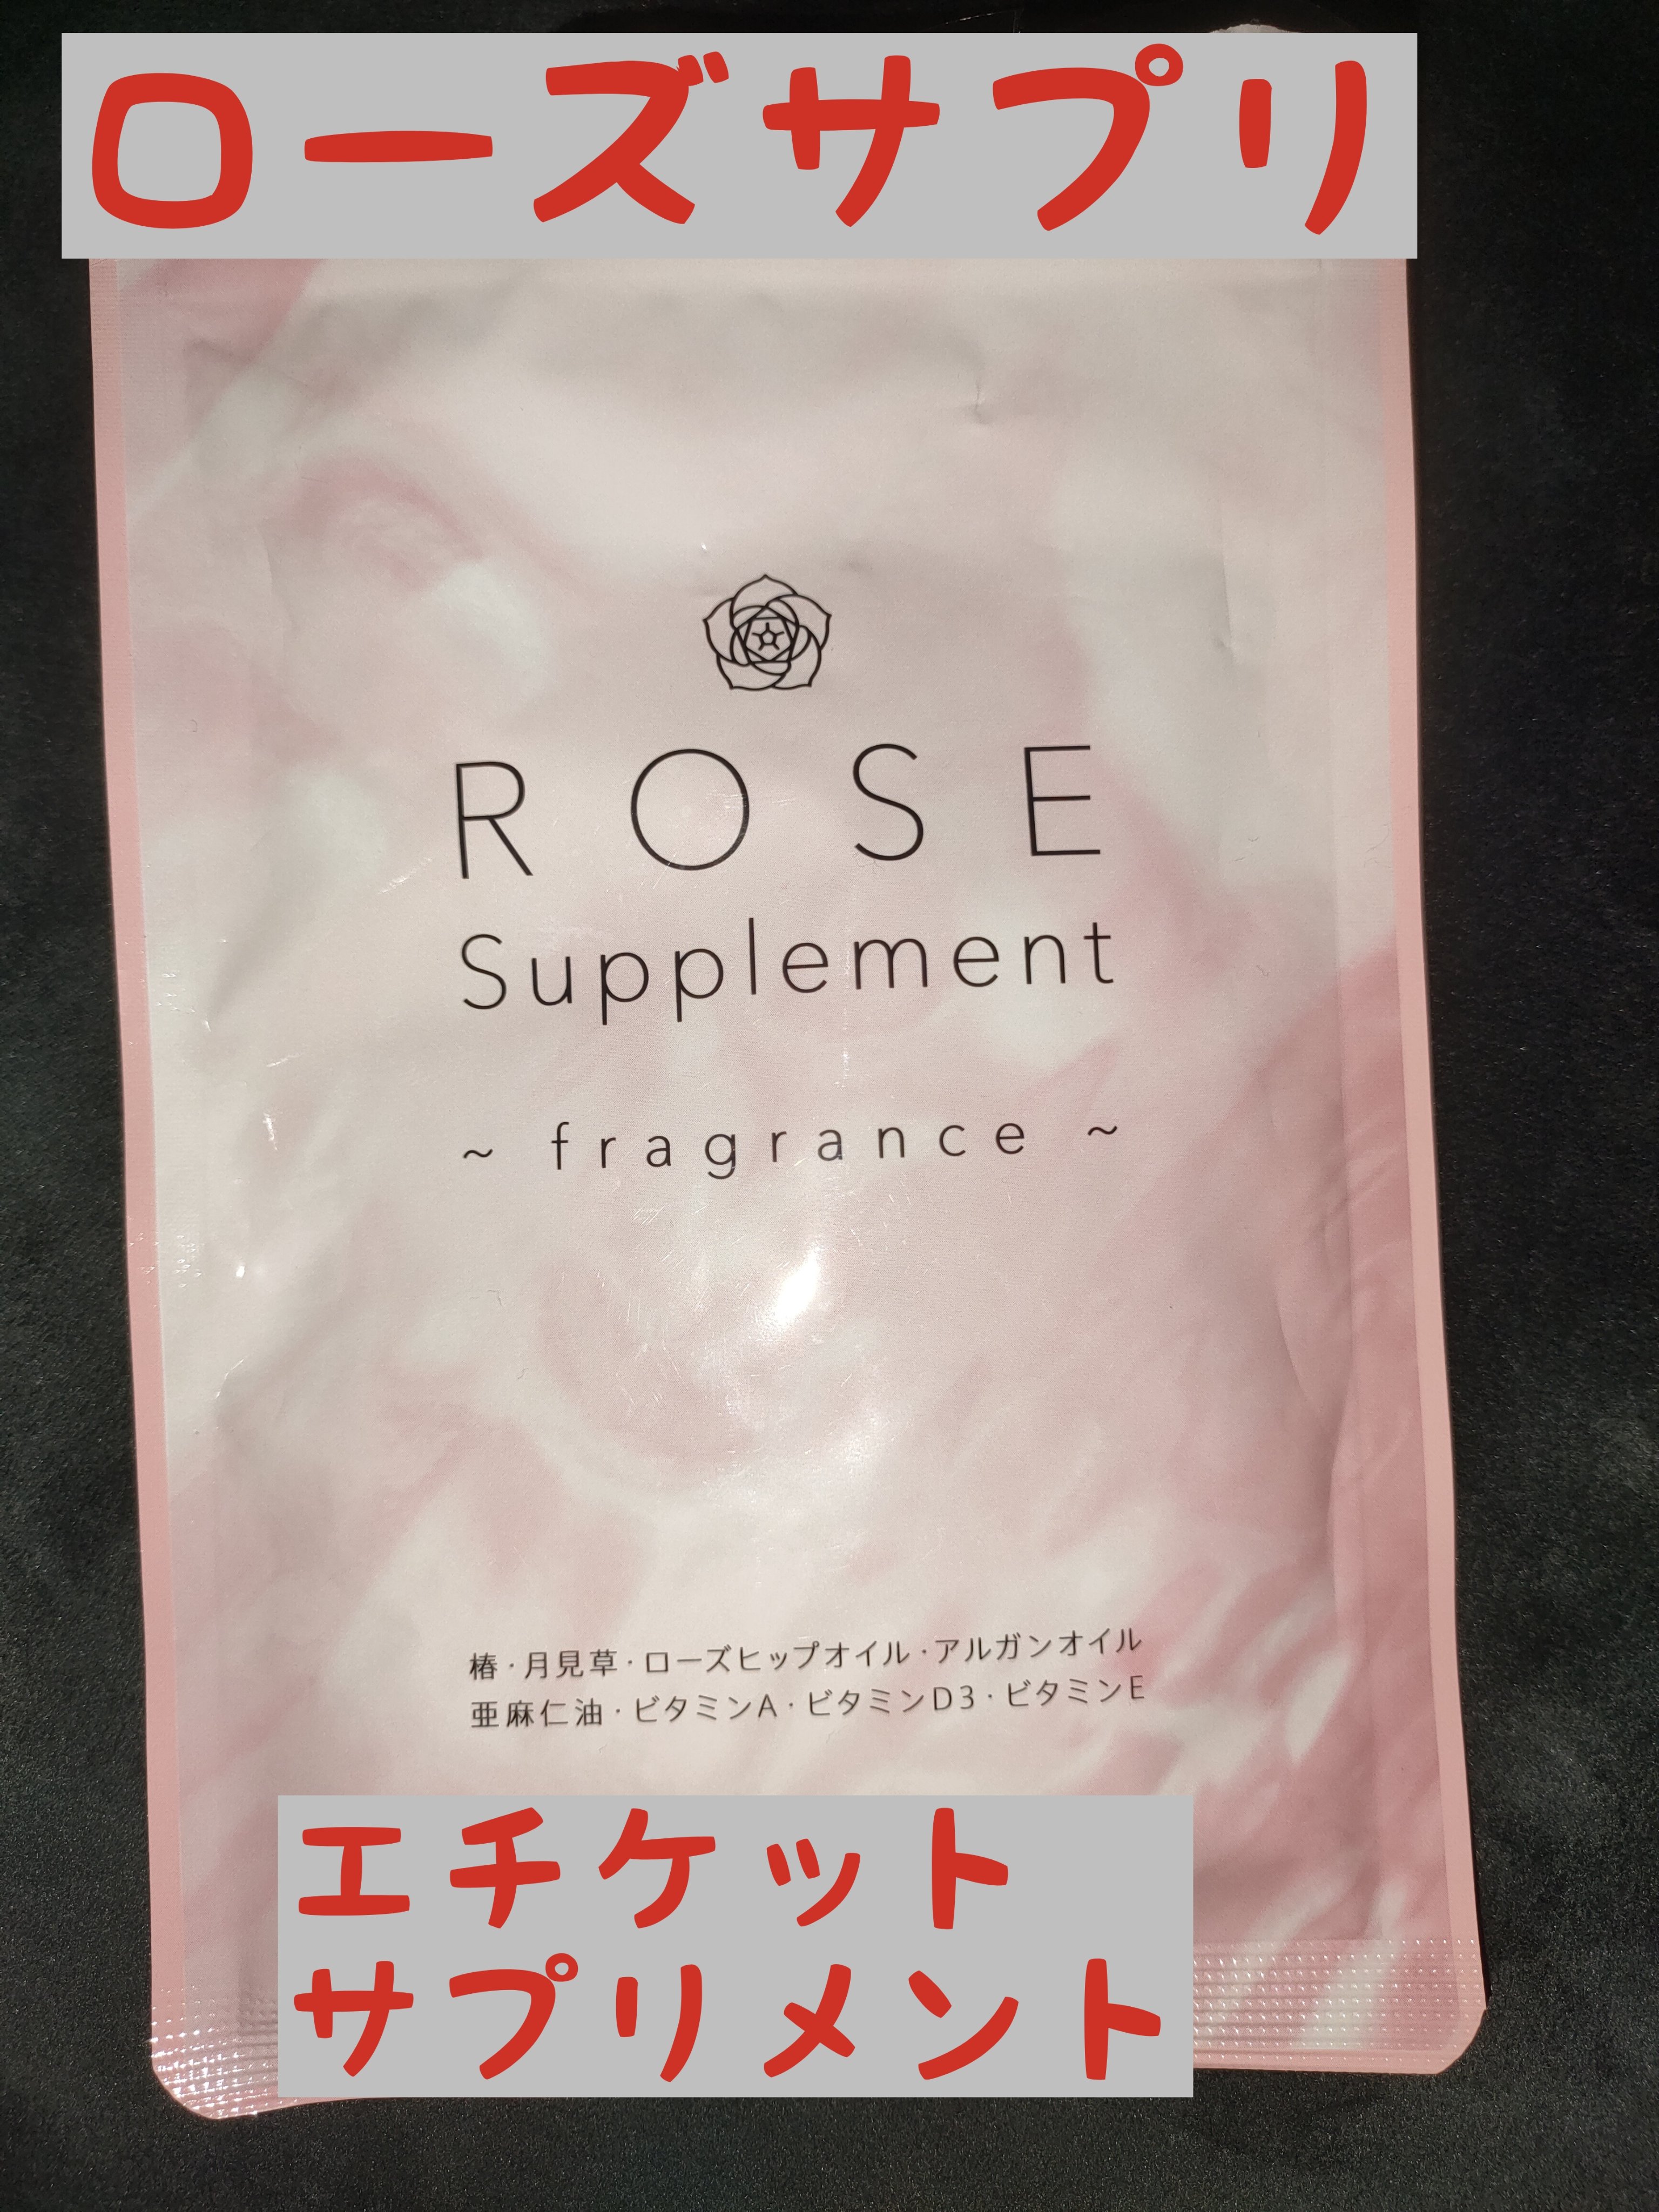 ローズサプリ
ROSE
Supplement
~ fragrance ~
椿・月見草・ローズヒップオイル・アルガンオイル
亜麻仁油・ビタミンA・ビタミンD3・ビタミンE
エチケット
サプリメント